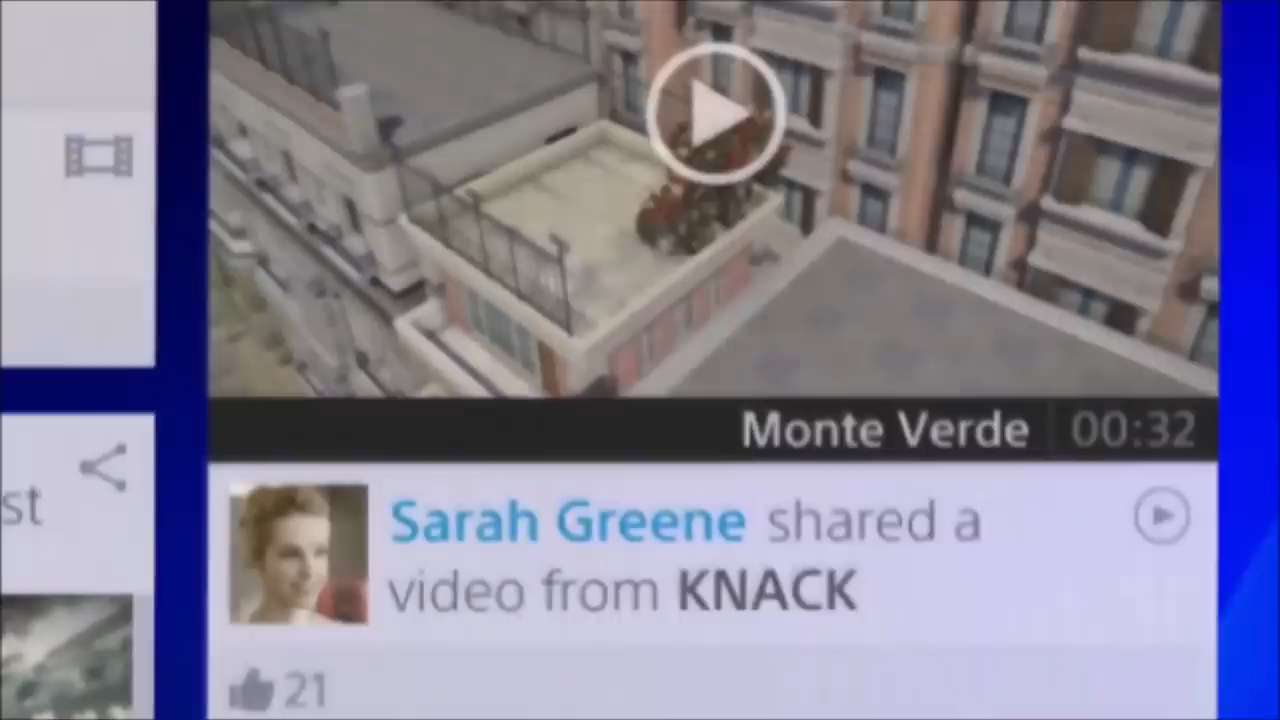 Monte Verde 00:32
st
Sarah Greene shared a
video from KNACK
21